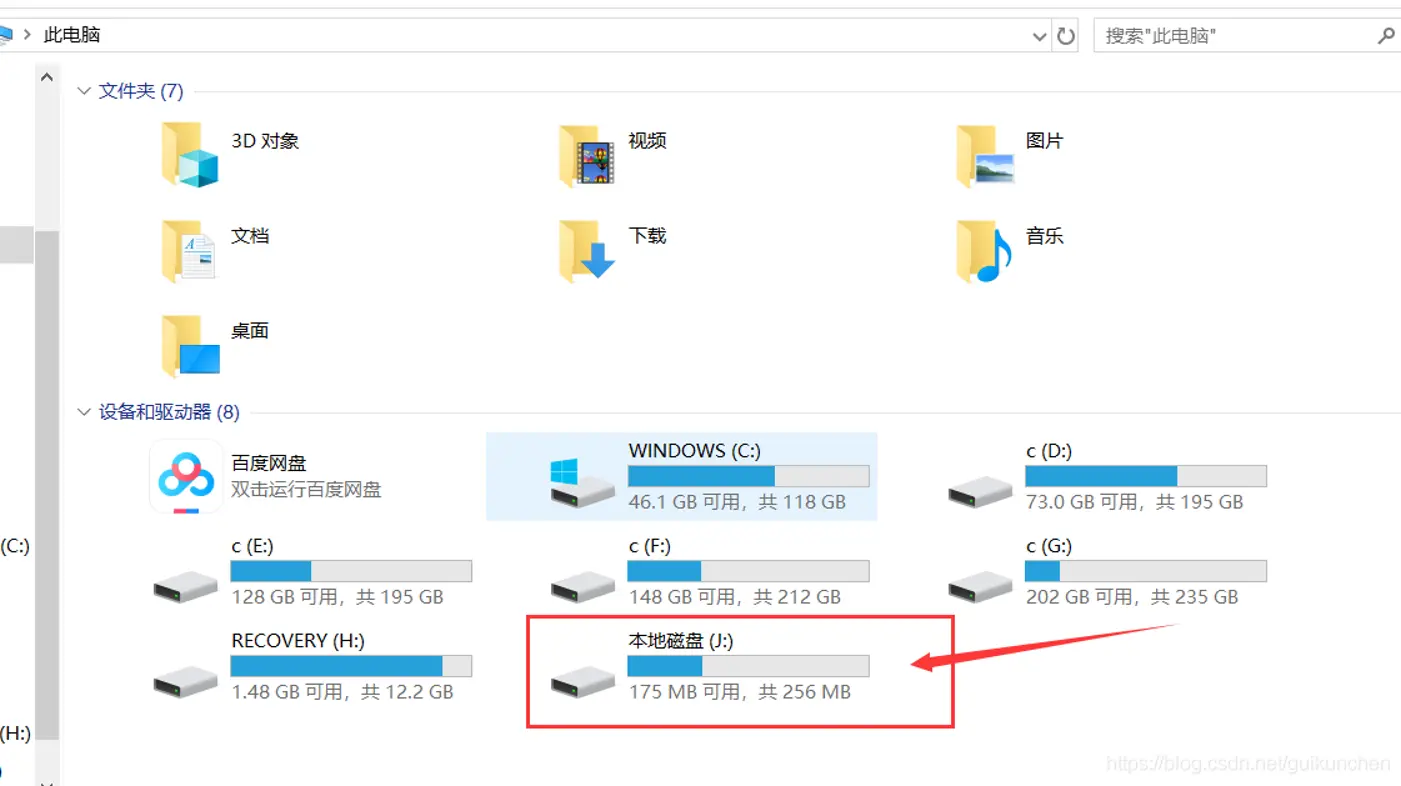 此电脑
搜索"此电脑"
文件夹 (7)
3D 对象
视频
图片
文档
下载
音乐
桌面
设备和驱动器 (8)
百度网盘
双击运行百度网盘
WINDOWS (C:)
46.1 GB 可用，共 118 GB
c (D:)
73.0 GB 可用，共 195 GB
(C:)
c (E:)
128 GB 可用，共 195 GB
c (F:)
148 GB 可用，共 212 GB
c (G:)
202 GB 可用，共 235 GB
RECOVERY (H:)
1.48 GB 可用，共 12.2 GB
本地磁盘 (J:)
175 MB 可用，共 256 MB
(H:)
https://blog.csdn.net/guikunchen